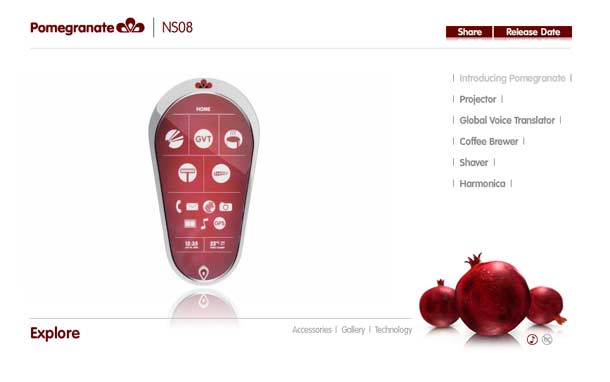 Pomegranate NS08
Share Release Date
Introducing Pomegranate
Projector
Global Voice Translator
Coffee Brewer
Shaver
Harmonica
HOME
GVT
GPS
12:35
Explore
Accessories | Gallery | Technology